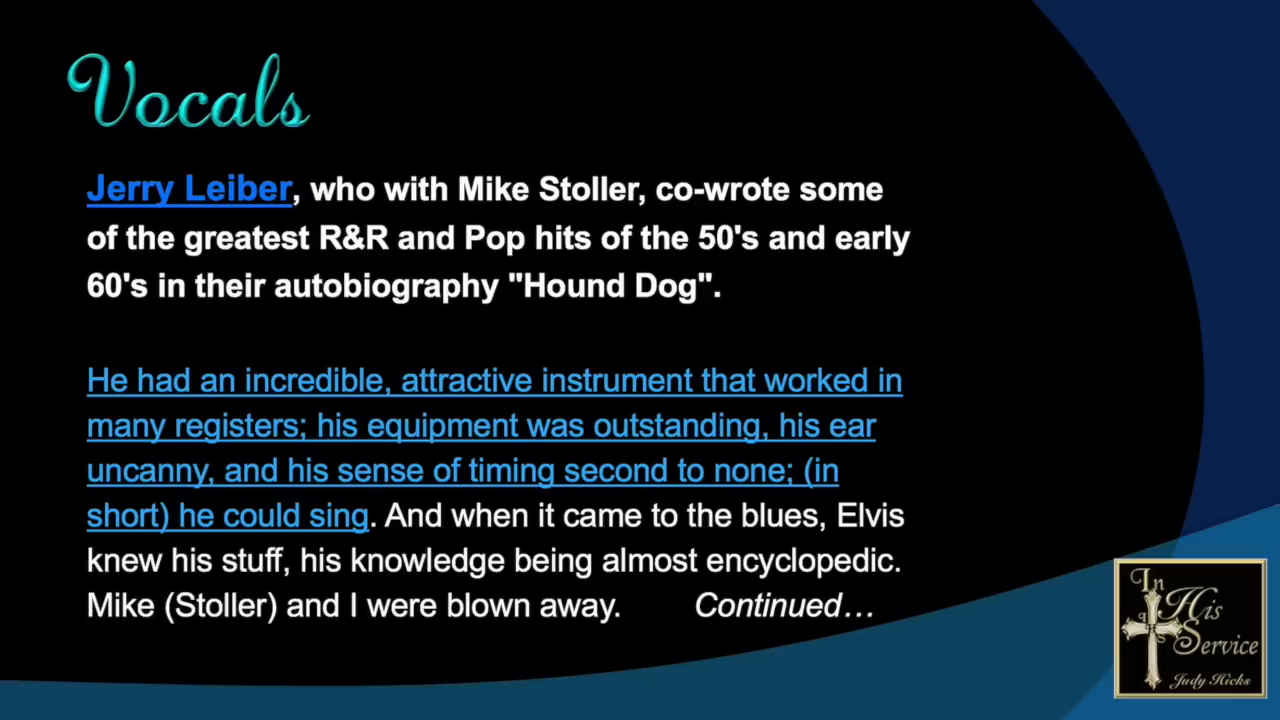 Vocals
Jerry Leiber, who with Mike Stoller, co-wrote some
of the greatest R&R and Pop hits of the 50's and early
60's in their autobiography "Hound Dog".
He had an incredible, attractive instrument that worked in
many registers; his equipment was outstanding, his ear
uncanny, and his sense of timing second to none; (in
short) he could sing. And when it came to the blues, Elvis
knew his stuff, his knowledge being almost encyclopedic.
Mike (Stoller) and I were blown away. Continued…
In
His
Service
Judy Hicks